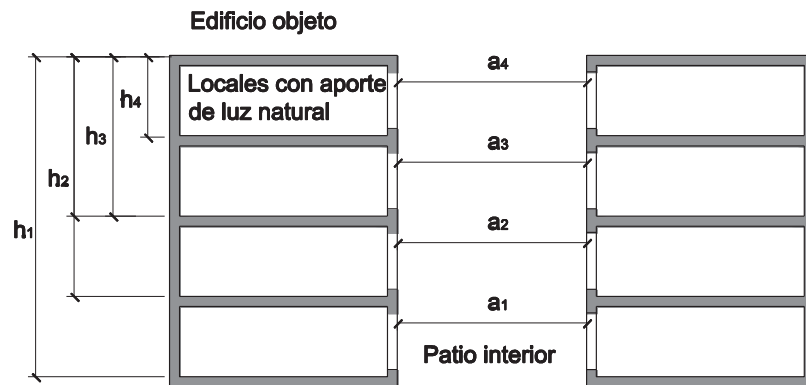 Edificio objeto
Locales con aporte
de luz natural
a4
h4
h3
a3
h2
a2
h1
a1
Patio interior